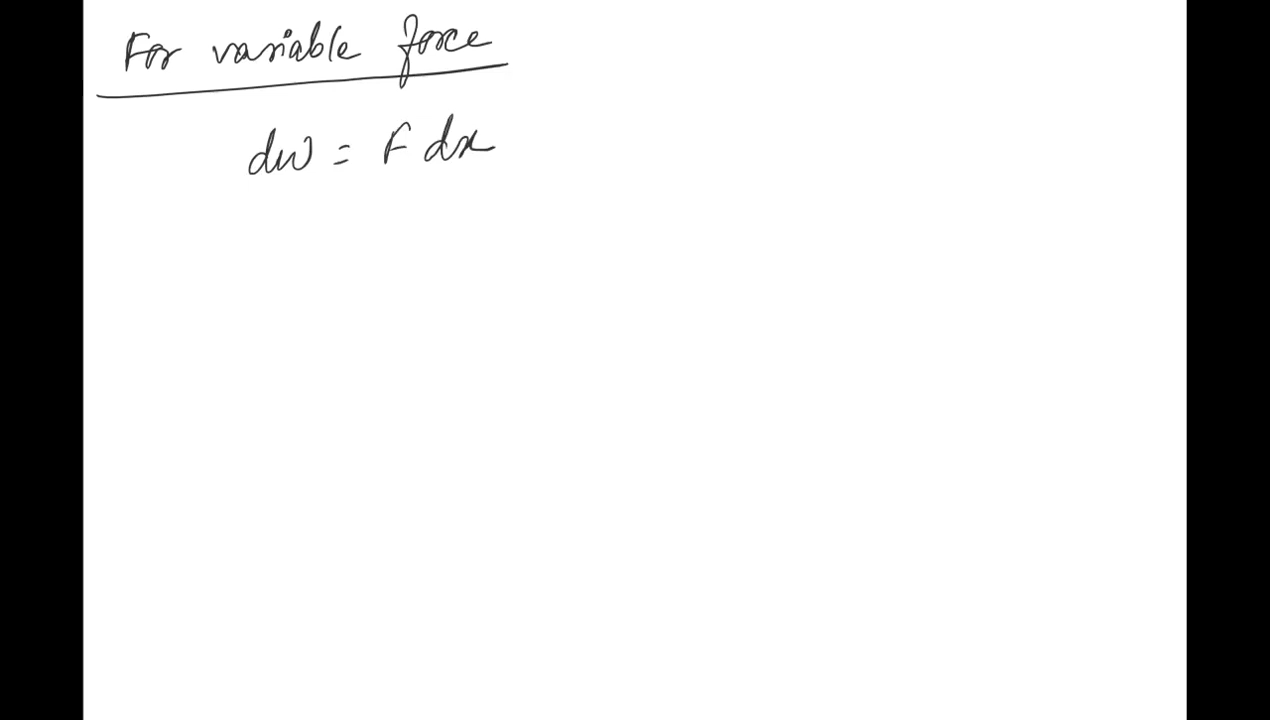 For variable force
dw = F dx